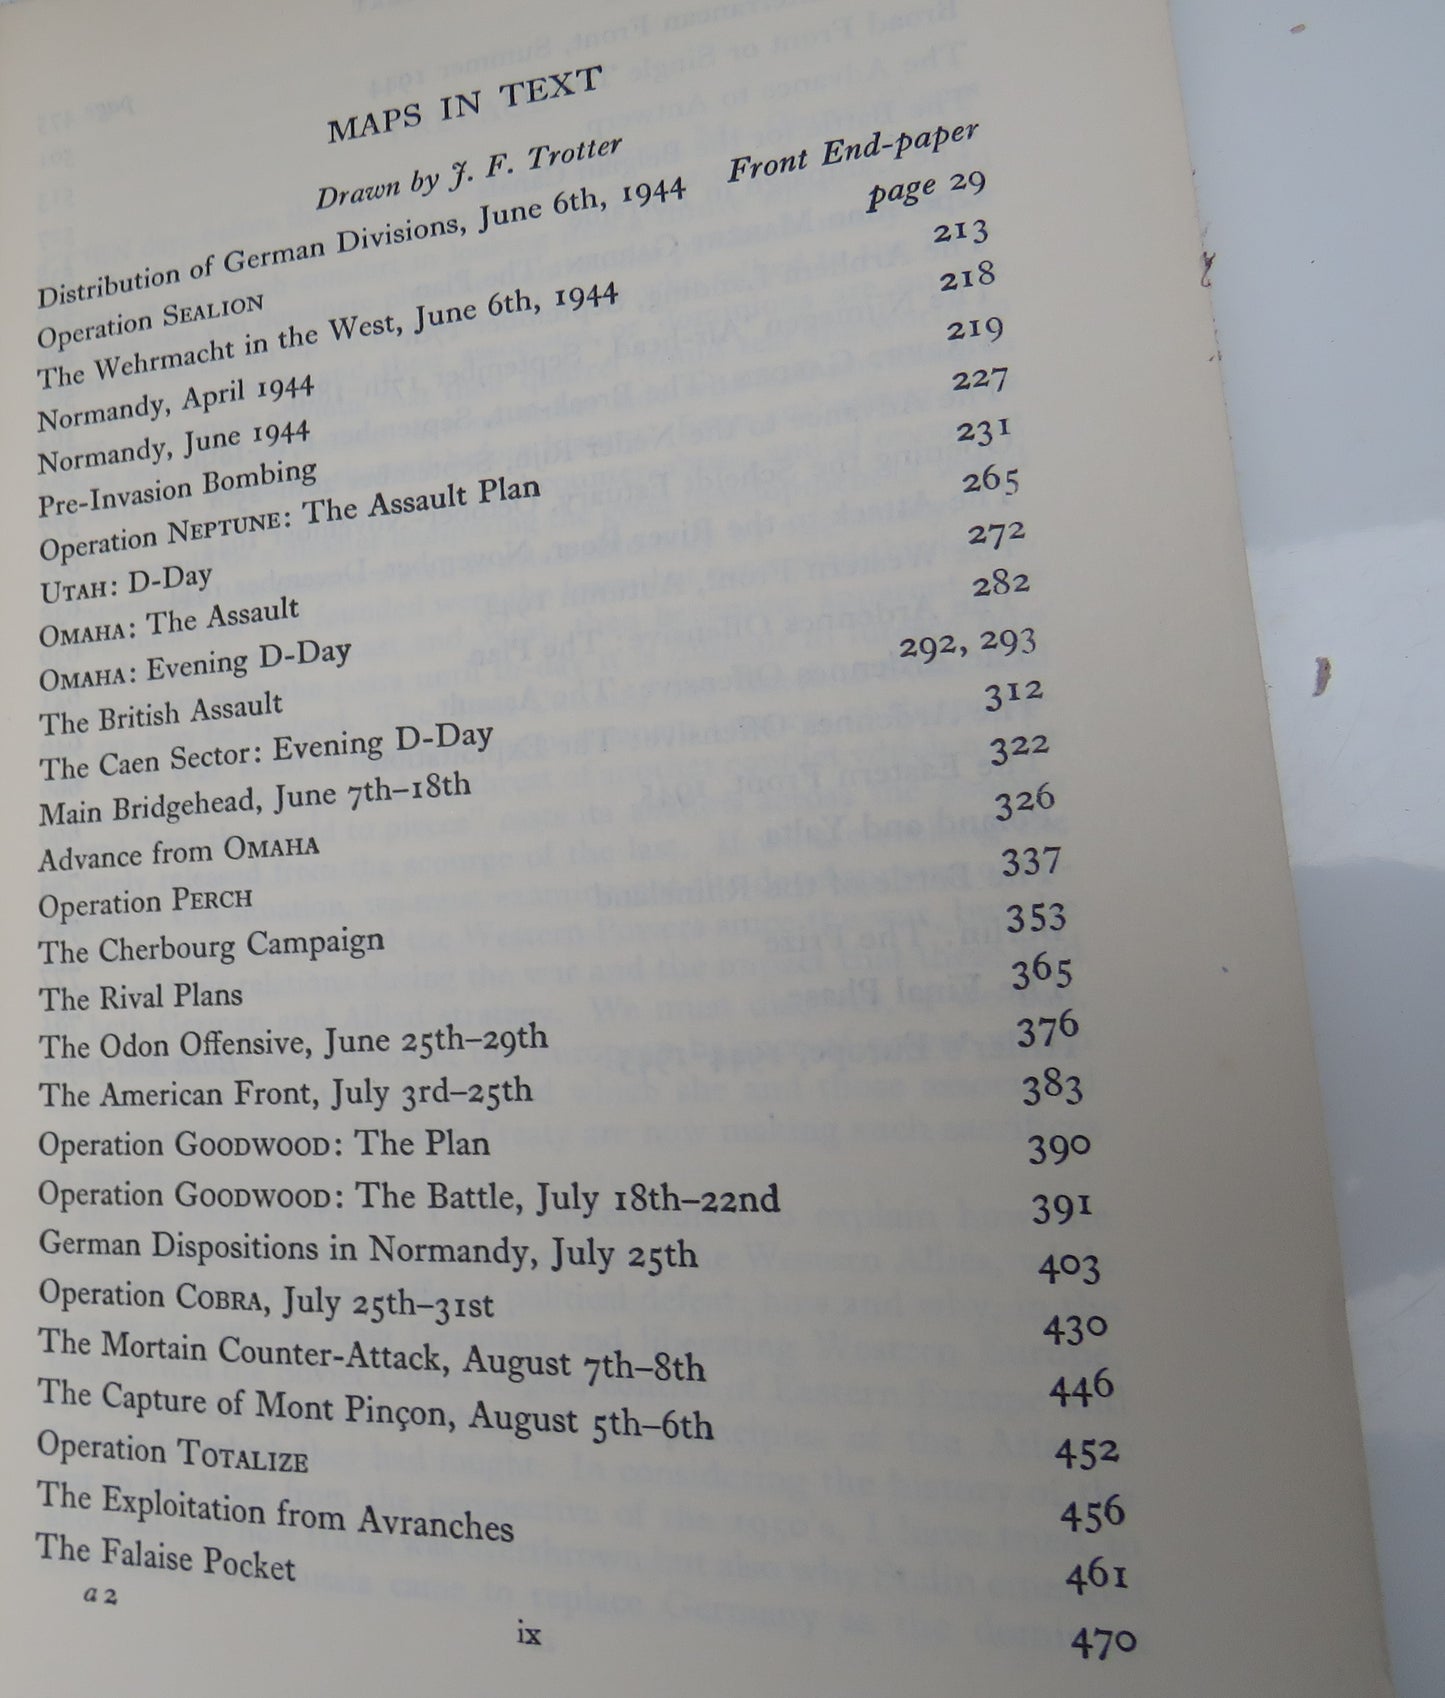 MAPS IN TEXT
Drawn by J. F. Trotter
Distribution of German Divisions, June 6th, 1944 Front End-paper
Operation SEALION page 29
The Wehrmacht in the West, June 6th, 1944 213
Normandy, April 1944 218
Normandy, June 1944 219
Pre-Invasion Bombing 227
Operation NEPTUNE: The Assault Plan 231
UTAH: D-Day 265
OMAHA: The Assault 272
OMAHA: Evening D-Day 282
The British Assault 292, 293
The Caen Sector: Evening D-Day 312
Main Bridgehead, June 7th–18th 322
Advance from OMAHA 326
Operation PERCH 337
The Cherbourg Campaign 353
The Rival Plans 365
The Odon Offensive, June 25th–29th 376
The American Front, July 3rd–25th 383
Operation GOODWOOD: The Plan 390
Operation GOODWOOD: The Battle, July 18th–22nd 391
German Dispositions in Normandy, July 25th 403
Operation COBRA, July 25th–31st 430
The Mortain Counter-Attack, August 7th–8th 446
The Capture of Mont Pinçon, August 5th–6th 452
Operation TOTALIZE 456
The Exploitation from Avranches 461
The Falaise Pocket 470
a 2
ix